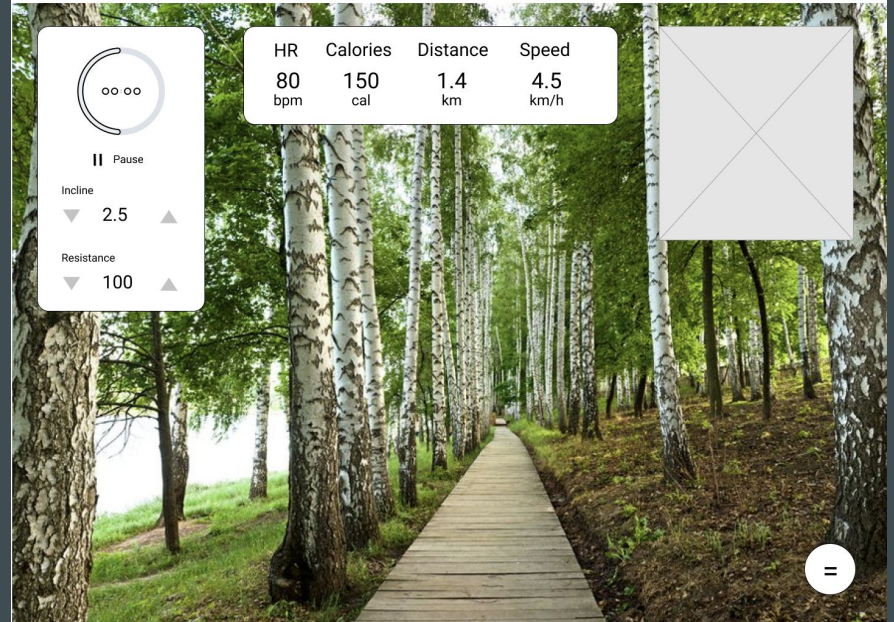 oo oo
Pause
Incline
2.5
Resistance
100
HR Calories Distance Speed
80 150 1.4 4.5
bpm cal km km/h
=